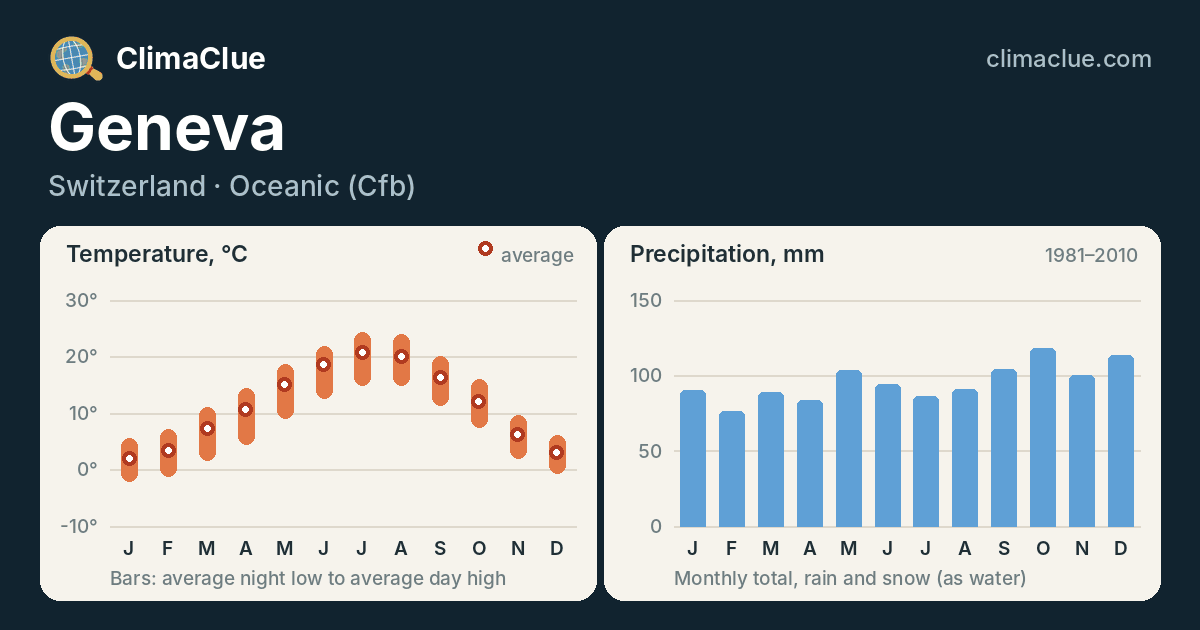 ClimaClue
climaclue.com
Geneva
Switzerland · Oceanic (Cfb)
Temperature, °C
average
30°
20°
10°
0°
-10°
J F M A M J J A S O N D
Bars: average night low to average day high
Precipitation, mm
1981–2010
150
100
50
0
J F M A M J J A S O N D
Monthly total, rain and snow (as water)